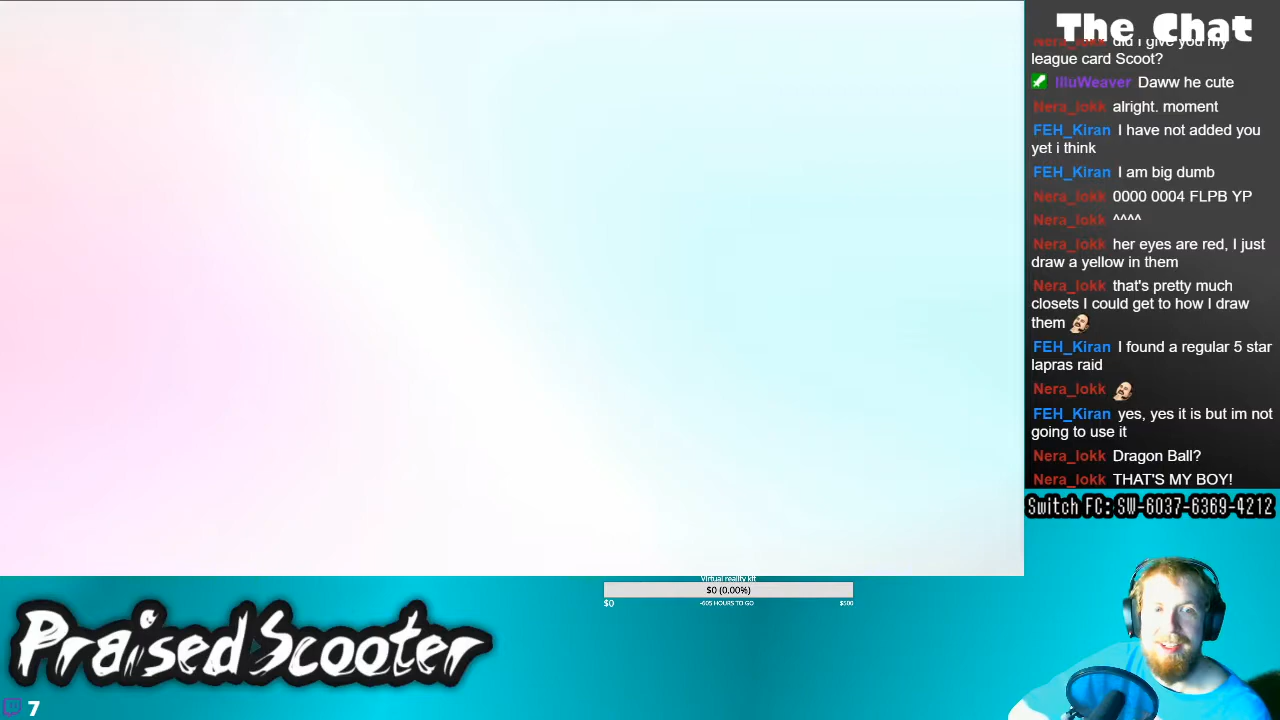 The Chat
Nera_lokk did I give you my
league card Scoot?
IlluWeaver Daww he cute
Nera_lokk alright. moment
FEH_Kiran I have not added you
yet i think
FEH_Kiran I am big dumb
Nera_lokk 0000 0004 FLPB YP
Nera_lokk ^^^^
Nera_lokk her eyes are red, I just
draw a yellow in them
Nera_lokk that's pretty much
closets I could get to how I draw
them
FEH_Kiran I found a regular 5 star
lapras raid
Nera_lokk
FEH_Kiran yes, yes it is but im not
going to use it
Nera_lokk Dragon Ball?
Nera_lokk THAT'S MY BOY!
Switch FC: SW-6037-6369-4212
Virtual reality kit
$0 (0.00%)
$0 -605 HOURS TO GO $500
PraisedScooter
7